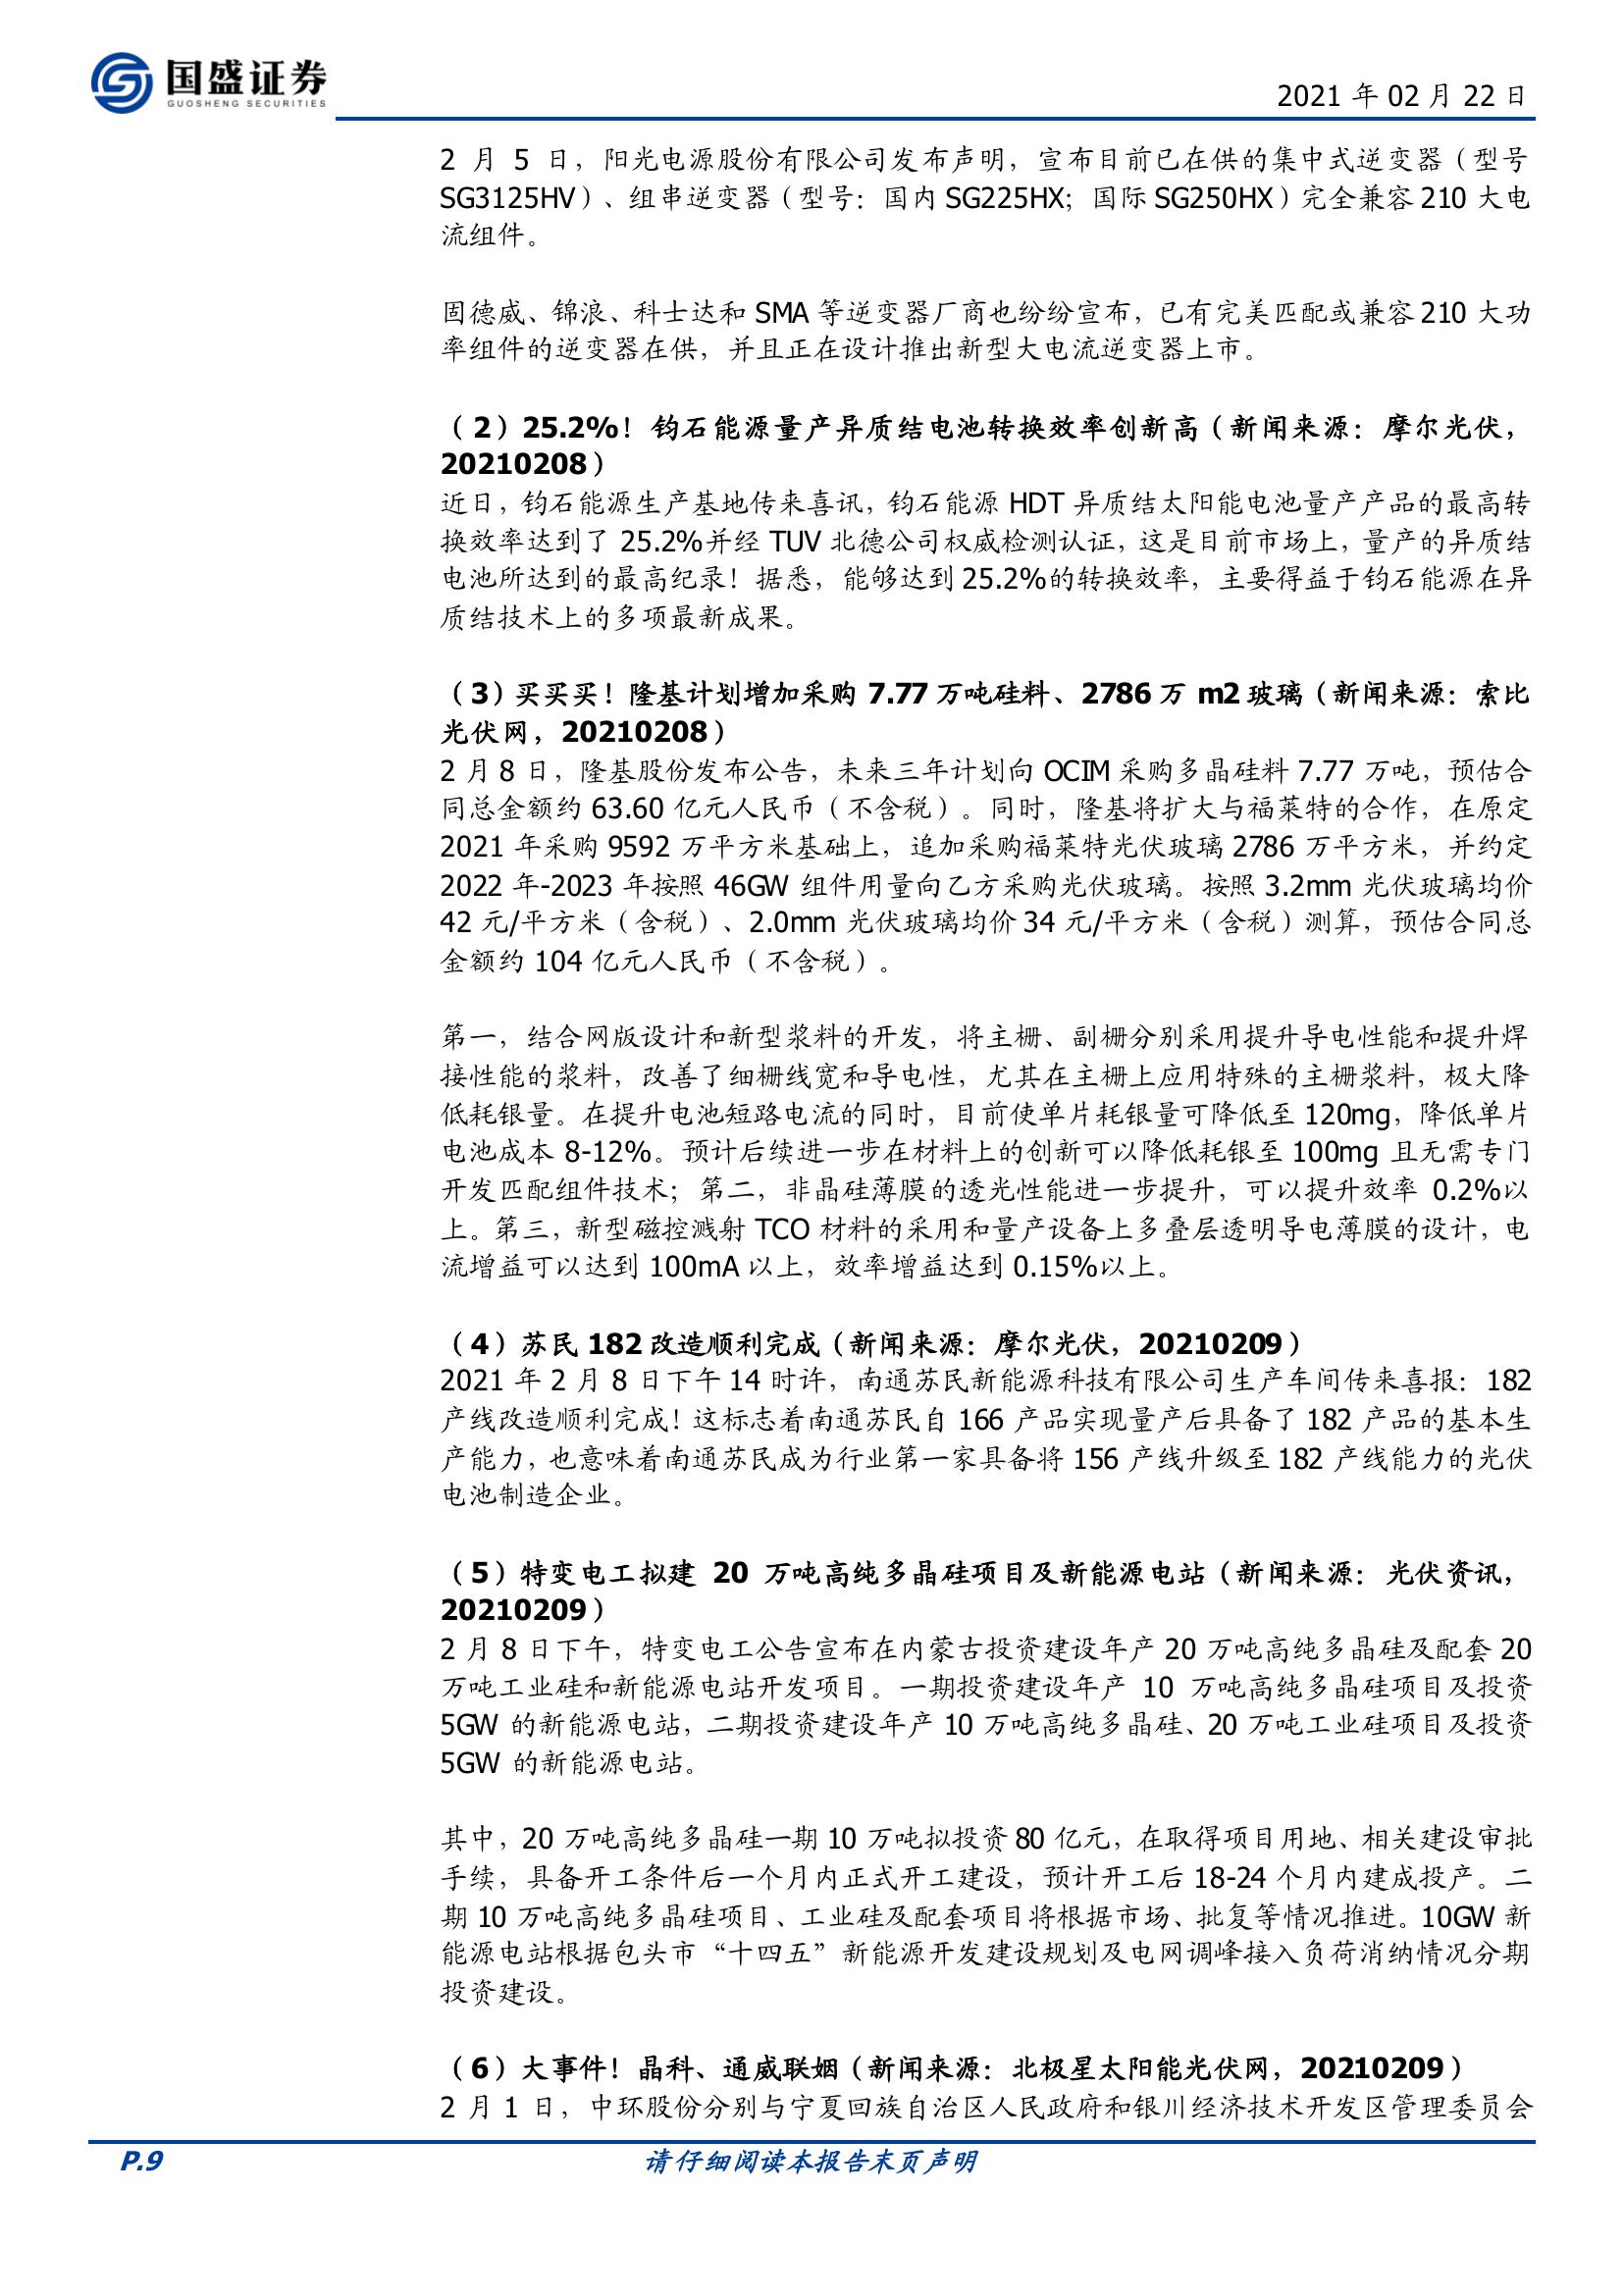 国盛证券
GUOSHENG SECURITIES
2021 年 02 月 22 日
2 月 5 日，阳光电源股份有限公司发布声明，宣布目前已在供的集中式逆变器（型号
SG3125HV）、组串逆变器（型号：国内 SG225HX；国际 SG250HX）完全兼容 210 大电
流组件。
固德威、锦浪、科士达和 SMA 等逆变器厂商也纷纷宣布，已有完美匹配或兼容 210 大功
率组件的逆变器在供，并且正在设计推出新型大电流逆变器上市。
（2）25.2%！钧石能源量产异质结电池转换效率创新高（新闻来源：摩尔光伏，
20210208）
近日，钧石能源生产基地传来喜讯，钧石能源 HDT 异质结太阳能电池量产产品的最高转
换效率达到了 25.2%并经 TUV 北德公司权威检测认证，这是目前市场上，量产的异质结
电池所达到的最高纪录！据悉，能够达到 25.2%的转换效率，主要得益于钧石能源在异
质结技术上的多项最新成果。
（3）买买买！隆基计划增加采购 7.77 万吨硅料、2786 万 m2 玻璃（新闻来源：索比
光伏网，20210208）
2 月 8 日，隆基股份发布公告，未来三年计划向 OCIM 采购多晶硅料 7.77 万吨，预估合
同总金额约 63.60 亿元人民币（不含税）。同时，隆基将扩大与福莱特的合作，在原定
2021 年采购 9592 万平方米基础上，追加采购福莱特光伏玻璃 2786 万平方米，并约定
2022 年-2023 年按照 46GW 组件用量向乙方采购光伏玻璃。按照 3.2mm 光伏玻璃均价
42 元/平方米（含税）、2.0mm 光伏玻璃均价 34 元/平方米（含税）测算，预估合同总
金额约 104 亿元人民币（不含税）。
第一，结合网版设计和新型浆料的开发，将主栅、副栅分别采用提升导电性能和提升焊
接性能的浆料，改善了细栅线宽和导电性，尤其在主栅上应用特殊的主栅浆料，极大降
低耗银量。在提升电池短路电流的同时，目前使单片耗银量可降低至 120mg，降低单片
电池成本 8-12%。预计后续进一步在材料上的创新可以降低耗银至 100mg 且无需专门
开发匹配组件技术；第二，非晶硅薄膜的透光性能进一步提升，可以提升效率 0.2%以
上。第三，新型磁控溅射 TCO 材料的采用和量产设备上多叠层透明导电薄膜的设计，电
流增益可以达到 100mA 以上，效率增益达到 0.15%以上。
（4）苏民 182 改造顺利完成（新闻来源：摩尔光伏，20210209）
2021 年 2 月 8 日下午 14 时许，南通苏民新能源科技有限公司生产车间传来喜报：182
产线改造顺利完成！这标志着南通苏民自 166 产品实现量产后具备了 182 产品的基本生
产能力，也意味着南通苏民成为行业第一家具备将 156 产线升级至 182 产线能力的光伏
电池制造企业。
（5）特变电工拟建 20 万吨高纯多晶硅项目及新能源电站（新闻来源：光伏资讯，
20210209）
2 月 8 日下午，特变电工公告宣布在内蒙古投资建设年产 20 万吨高纯多晶硅及配套 20
万吨工业硅和新能源电站开发项目。一期投资建设年产 10 万吨高纯多晶硅项目及投资
5GW 的新能源电站，二期投资建设年产 10 万吨高纯多晶硅、20 万吨工业硅项目及投资
5GW 的新能源电站。
其中，20 万吨高纯多晶硅一期 10 万吨拟投资 80 亿元，在取得项目用地、相关建设审批
手续，具备开工条件后一个月内正式开工建设，预计开工后 18-24 个月内建成投产。二
期 10 万吨高纯多晶硅项目、工业硅及配套项目将根据市场、批复等情况推进。10GW 新
能源电站根据包头市“十四五”新能源开发建设规划及电网调峰接入负荷消纳情况分期
投资建设。
（6）大事件！晶科、通威联姻（新闻来源：北极星太阳能光伏网，20210209）
2 月 1 日，中环股份分别与宁夏回族自治区人民政府和银川经济技术开发区管理委员会
P.9
请仔细阅读本报告末页声明